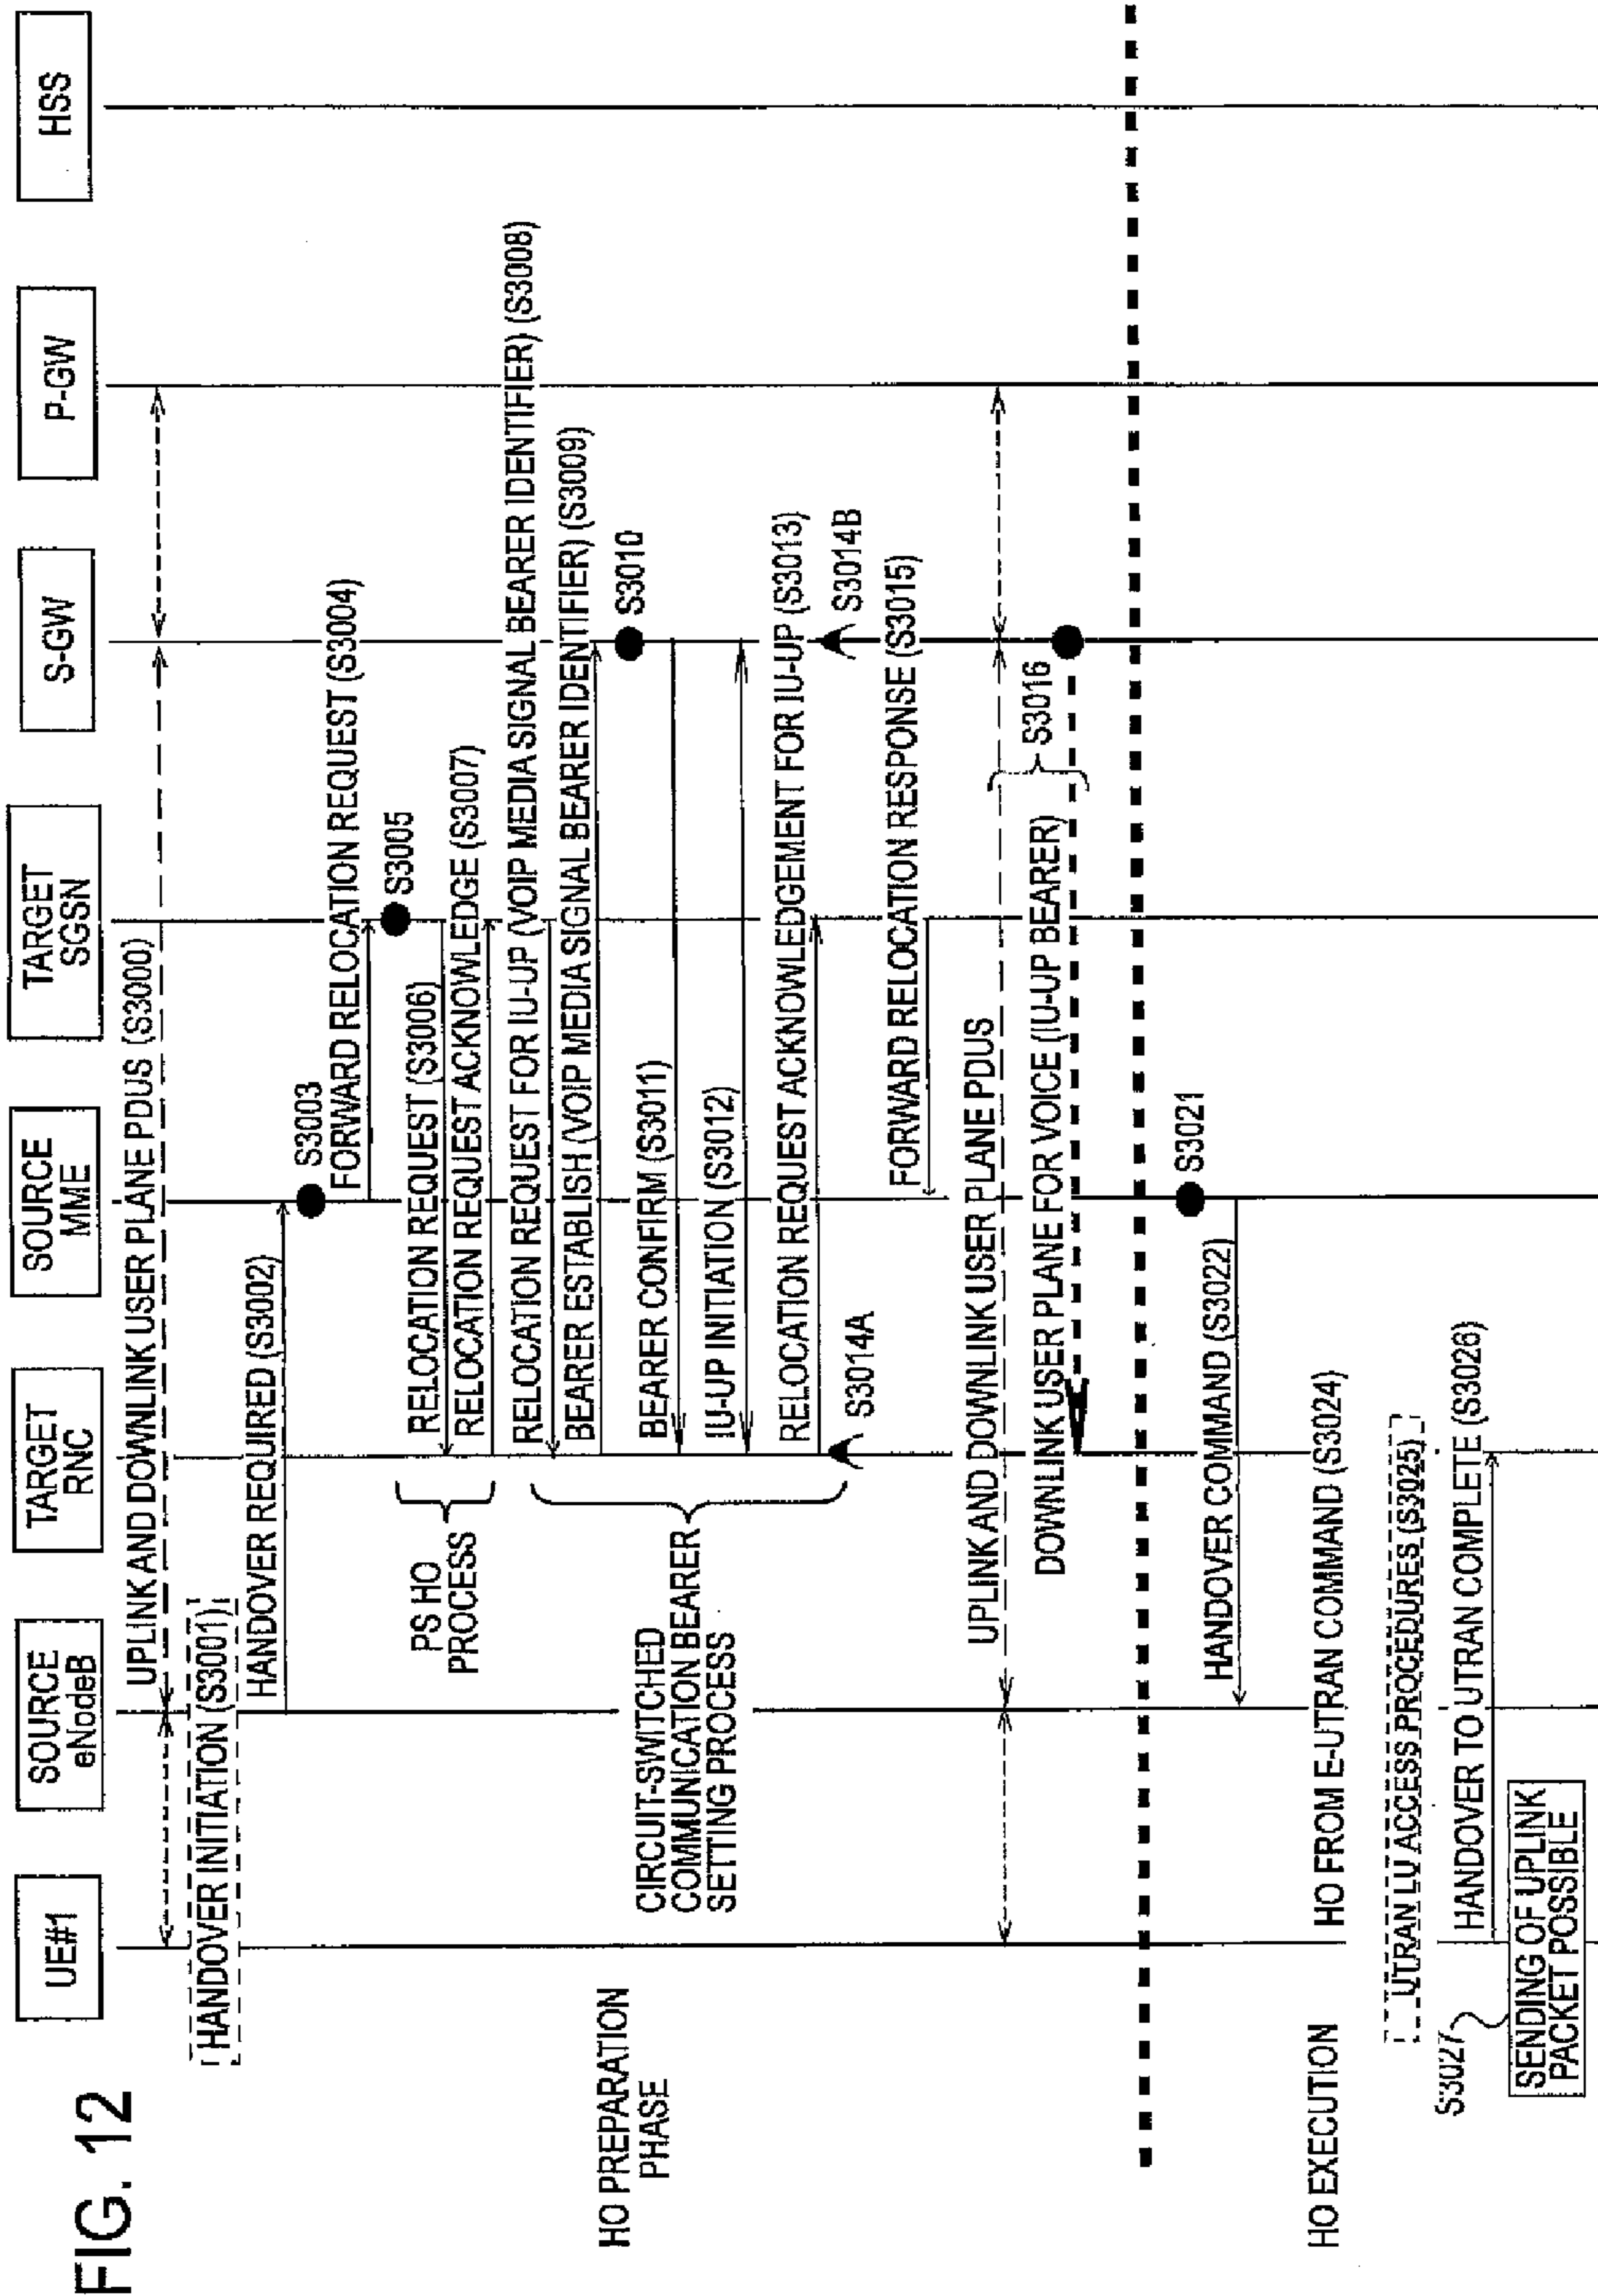 FIG. 12
UE#1
SOURCE
eNodeB
TARGET
RNC
SOURCE
MME
TARGET
SGSN
S-GW
P-GW
HSS
UPLINK AND DOWNLINK USER PLANE PDUS (S3000)
HANDOVER INITIATION (S3001)
HANDOVER REQUIRED (S3002)
S3003
FORWARD RELOCATION REQUEST (S3004)
S3005
RELOCATION REQUEST (S3006)
RELOCATION REQUEST ACKNOWLEDGE (S3007)
PS HO
PROCESS
RELOCATION REQUEST FOR IU-UP (VOIP MEDIA SIGNAL BEARER IDENTIFIER) (S3008)
BEARER ESTABLISH (VOIP MEDIA SIGNAL BEARER IDENTIFIER) (S3009)
S3010
BEARER CONFIRM (S3011)
IU-UP INITIATION (S3012)
RELOCATION REQUEST ACKNOWLEDGEMENT FOR IU-UP (S3013)
CIRCUIT-SWITCHED
COMMUNICATION BEARER
SETTING PROCESS
HO PREPARATION
PHASE
S3014A
S3014B
FORWARD RELOCATION RESPONSE (S3015)
UPLINK AND DOWNLINK USER PLANE PDUS
S3016
DOWNLINK USER PLANE FOR VOICE (IU-UP BEARER)
S3021
HANDOVER COMMAND (S3022)
HO EXECUTION
HO FROM E-UTRAN COMMAND (S3024)
UTRAN LU ACCESS PROCEDURES (S3025)
HANDOVER TO UTRAN COMPLETE (S3026)
S3027
SENDING OF UPLINK
PACKET POSSIBLE